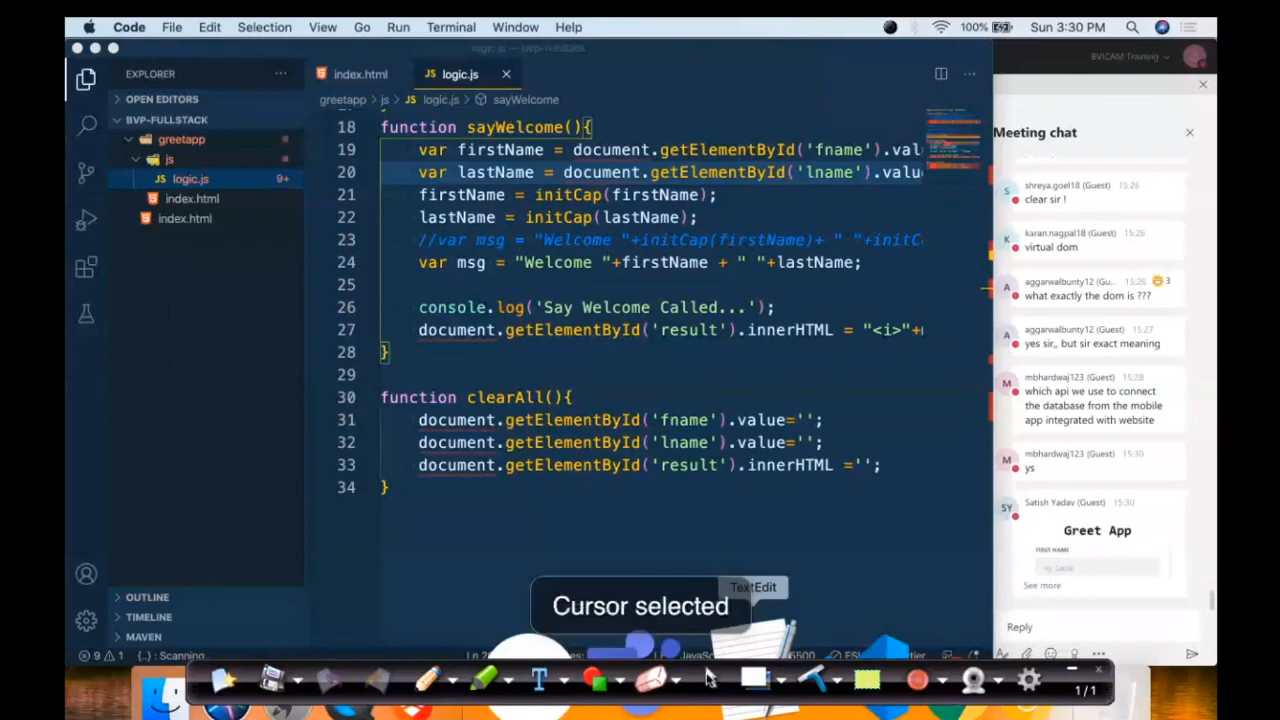 Code File Edit Selection View Go Run Terminal Window Help 100% Sun 3:30 PM
logic.js — bvp-fullstack
BVICAM Training
EXPLORER
OPEN EDITORS
BVP-FULLSTACK
greetapp
js
logic.js 9+
index.html
index.html
OUTLINE
TIMELINE
MAVEN
index.html JS logic.js
greetapp › js › JS logic.js › sayWelcome
18 function sayWelcome(){
19 var firstName = document.getElementById('fname').val
20 var lastName = document.getElementById('lname').valu
21 firstName = initCap(firstName);
22 lastName = initCap(lastName);
23 //var msg = "Welcome "+initCap(firstName)+ " "+initC
24 var msg = "Welcome "+firstName + " "+lastName;
25
26 console.log('Say Welcome Called...');
27 document.getElementById('result').innerHTML = "<i>"+
28 }
29
30 function clearAll(){
31 document.getElementById('fname').value='';
32 document.getElementById('lname').value='';
33 document.getElementById('result').innerHTML ='';
34 }
Meeting chat
S shreya.goel18 (Guest) 15:26
clear sir !
K karan.nagpal18 (Guest) 15:26
virtual dom
A aggarwalbunty12 (Gu... 15:26 3
what exactly the dom is ???
A aggarwalbunty12 (Guest) 15:27
yes sir,, but sir exact meaning
M mbhardwaj123 (Guest) 15:28
which api we use to connect
the database from the mobile
app integrated with website
M mbhardwaj123 (Guest) 15:30
ys
SY Satish Yadav (Guest) 15:30
Greet App
FIRST NAME
See more
Reply
TextEdit
Cursor selected
9 1 {..} : Scanning..
5500
1/1